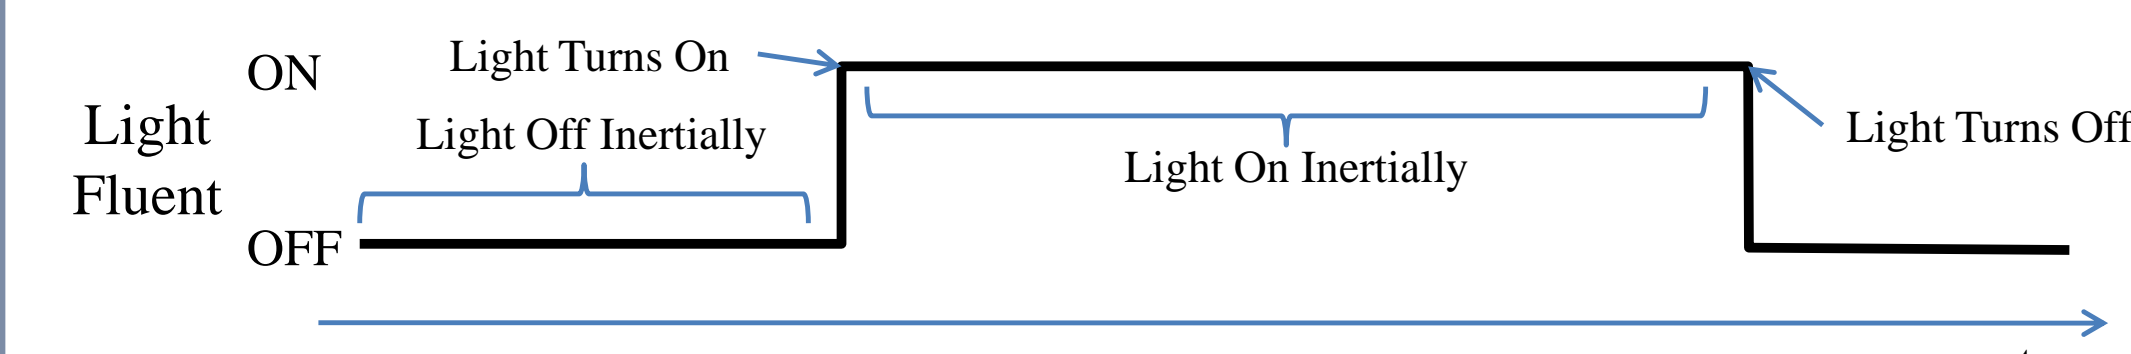 Light Turns On
ON
Light
Fluent
Light Off Inertially
Light Turns Off
Light On Inertially
OFF